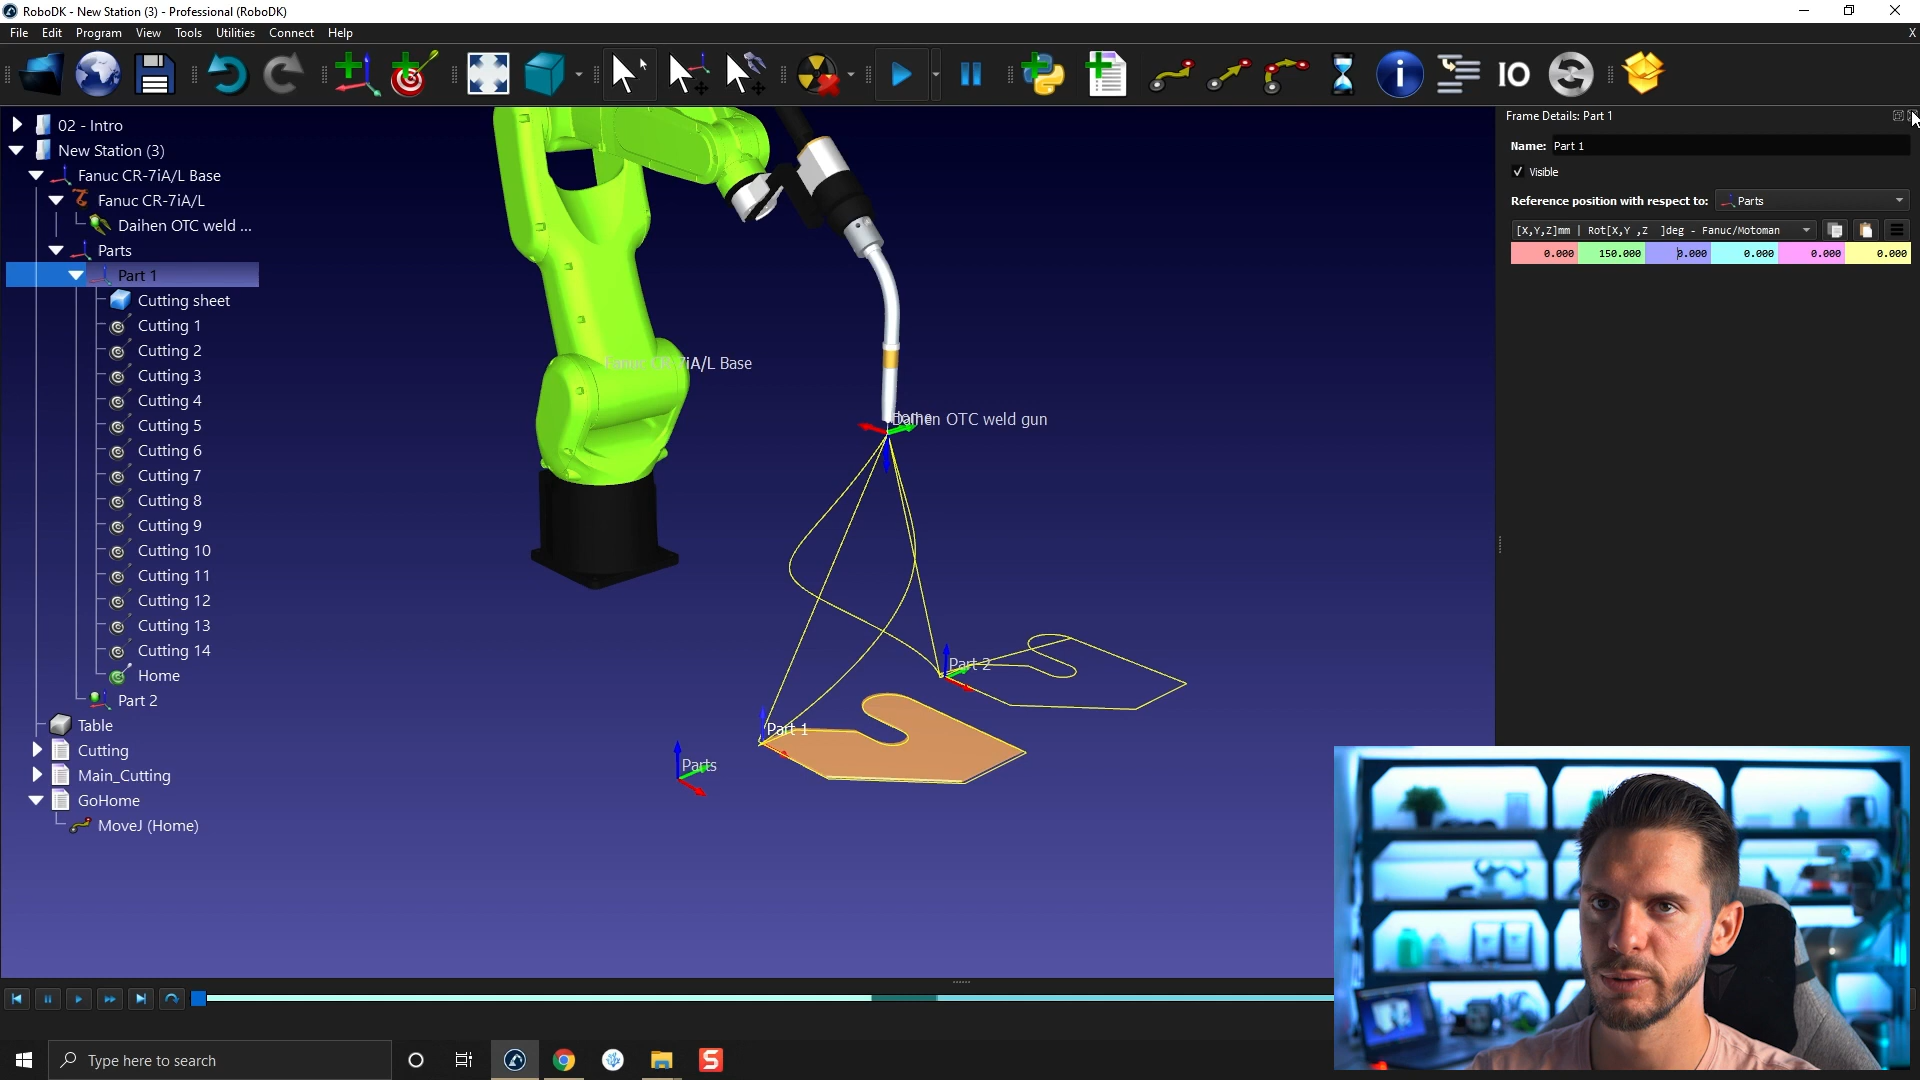 RoboDK - New Station (3) - Professional (RoboDK)
File Edit Program View Tools Utilities Connect Help
X
IO
02 - Intro
New Station (3)
Fanuc CR-7iA/L Base
Fanuc CR-7iA/L
Daihen OTC weld ...
Parts
Part 1
Cutting sheet
Cutting 1
Cutting 2
Cutting 3
Cutting 4
Cutting 5
Cutting 6
Cutting 7
Cutting 8
Cutting 9
Cutting 10
Cutting 11
Cutting 12
Cutting 13
Cutting 14
Home
Part 2
Table
Cutting
Main_Cutting
GoHome
MoveJ (Home)
Fanuc CR-7iA/L Base
Home
Daihen OTC weld gun
Part 2
Part 1
Parts
Frame Details: Part 1
Name: Part 1
Visible
Reference position with respect to: Parts
[X,Y,Z]mm | Rot[X,Y ,Z ]deg - Fanuc/Motoman
0.000 150.000 0.000 0.000 0.000 0.000
Type here to search
S